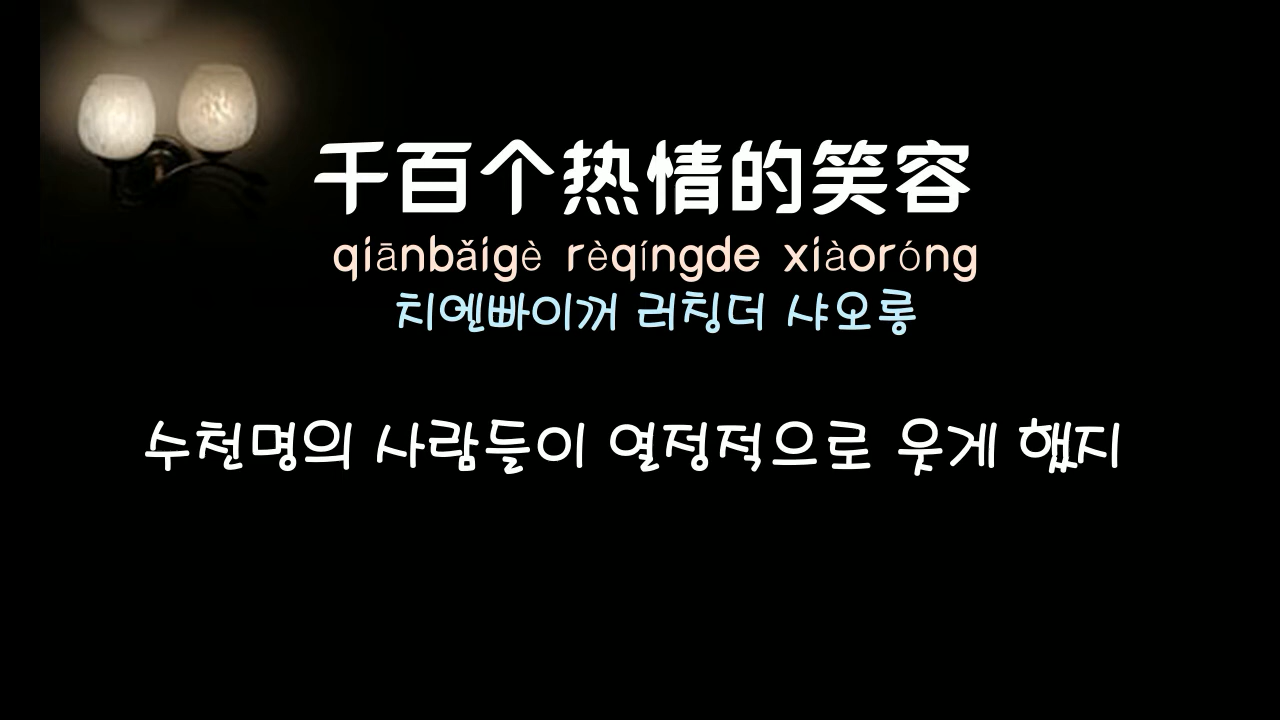 千百个热情的笑容
qiānbǎigè rèqíngde xiàoróng
치엔빠이꺼 러칭더 샤오롱
수천명의 사람들이 열정적으로 웃게 했지